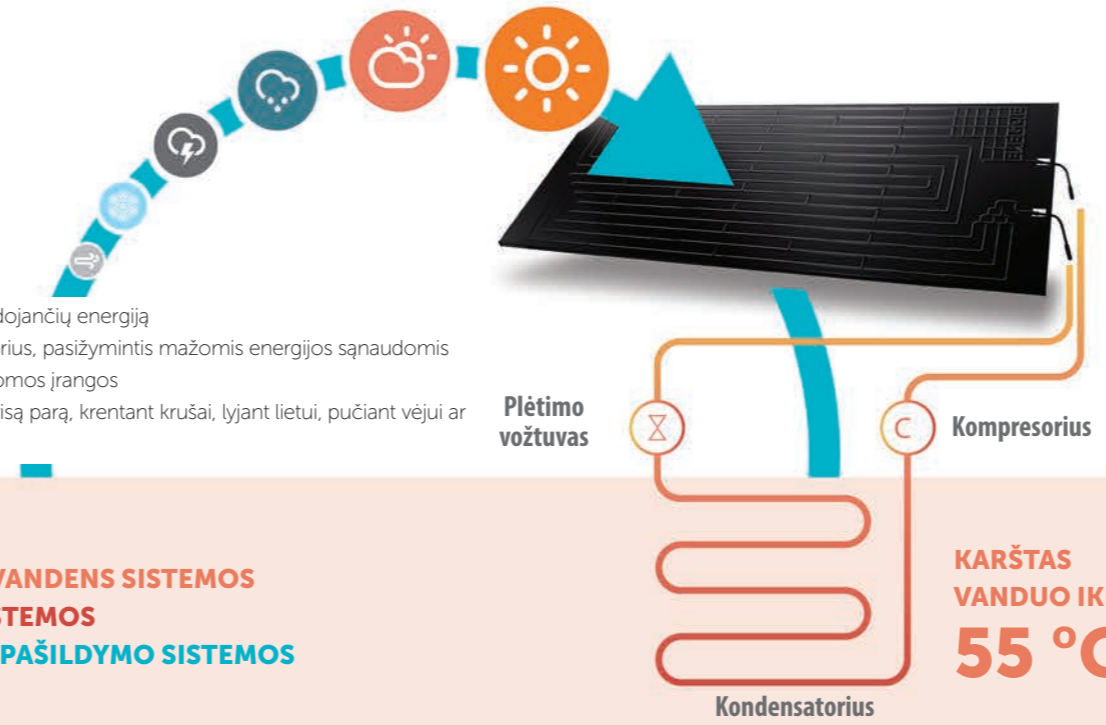 ENERGIE
dojančių energiją
rius, pasižymintis mažomis energijos sąnaudomis
omos įrangos
isą parą, krentant krušai, lyjant lietui, pučiant vėjui ar
Plėtimo
vožtuvas
C
Kompresorius
VANDENS SISTEMOS
STEMOS
PAŠILDYMO SISTEMOS
KARŠTAS
VANDUO IK
55 °C
Kondensatorius